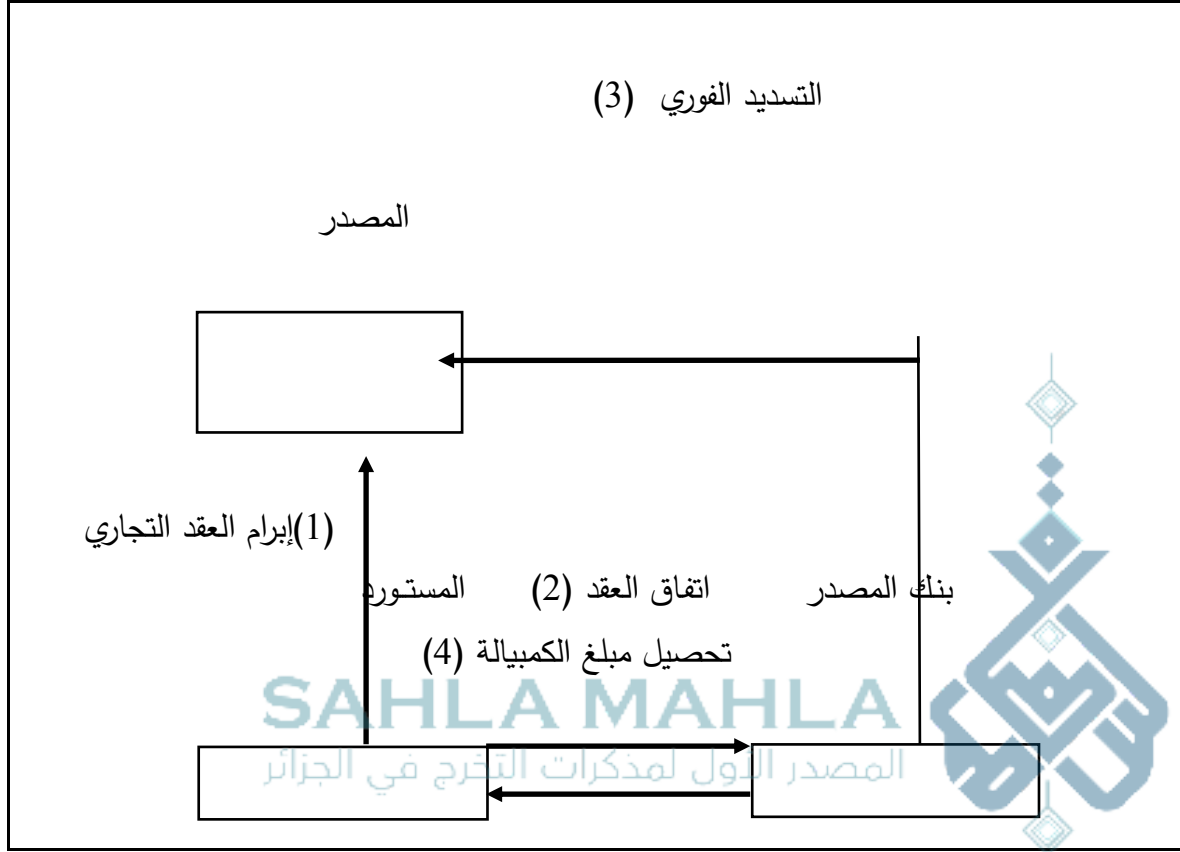 التسديد الفوري (3)
المصدر
(1)إبرام العقد التجاري
بنك المصدر اتفاق العقد (2) المستورد
تحصيل مبلغ الكمبيالة (4)
SAHLA MAHLA
المصدر الأول لمذكرات التخرج في الجزائر